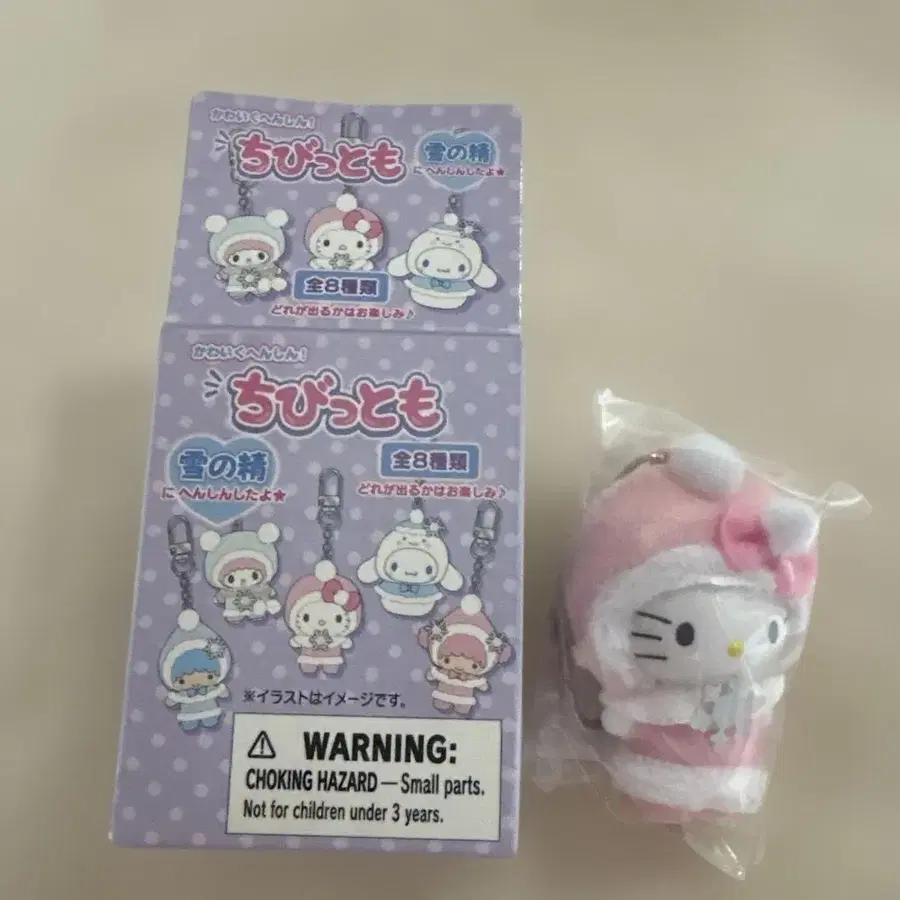 かわいくへんしん!
ちびっとも
雪の精
にへんしんしたよ★
全8種類
どれが出るかはお楽しみ♪
かわいくへんしん!
ちびっとも
雪の精
にへんしんしたよ★
全8種類
どれが出るかはお楽しみ♪
※イラストはイメージです。
⚠ WARNING:
CHOKING HAZARD — Small parts.
Not for children under 3 years.